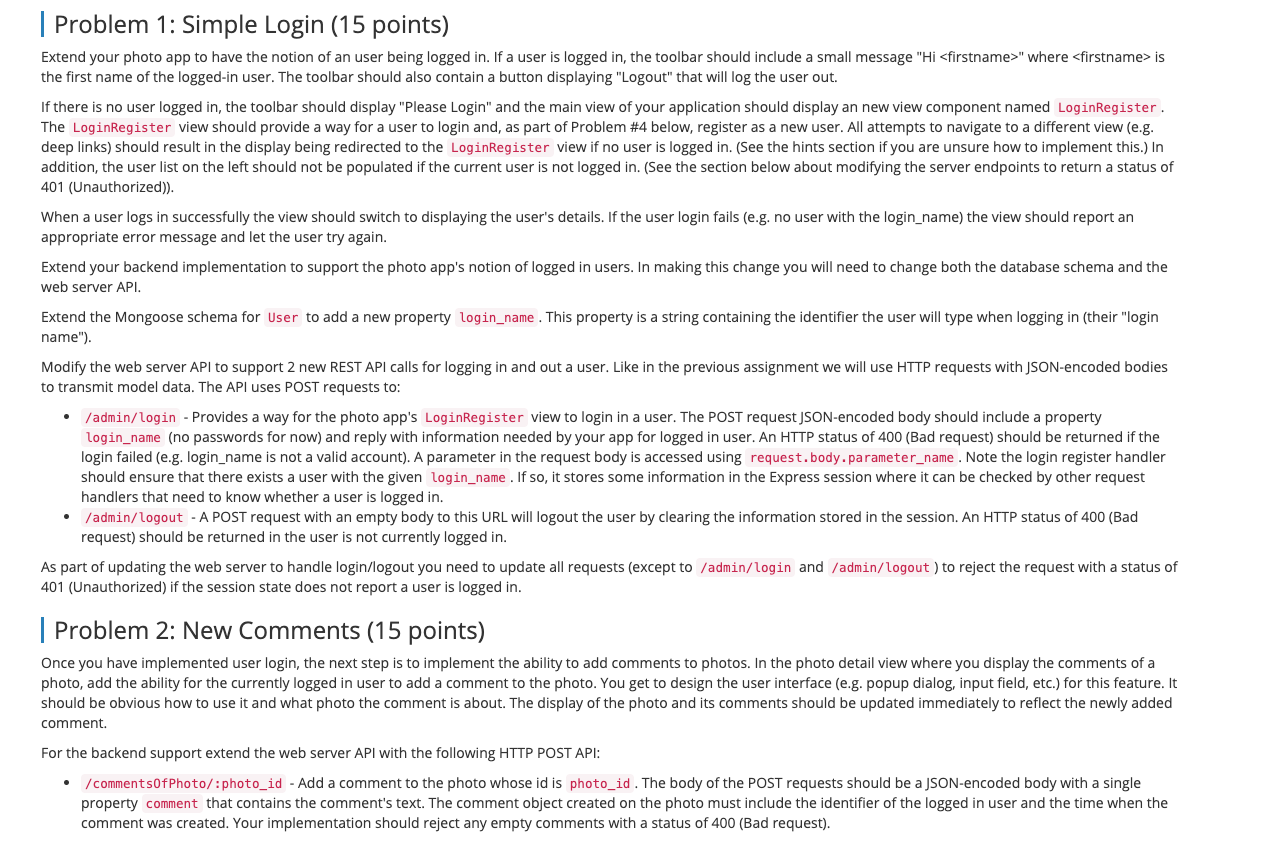 Problem 1: Simple Login (15 points)
Extend your photo app to have the notion of an user being logged in. If a user is logged in, the toolbar should include a small message "Hi <firstname>" where <firstname> is
the first name of the logged-in user. The toolbar should also contain a button displaying "Logout" that will log the user out.
If there is no user logged in, the toolbar should display "Please Login" and the main view of your application should display an new view component named LoginRegister.
The LoginRegister view should provide a way for a user to login and, as part of Problem #4 below, register as a new user. All attempts to navigate to a different view (e.g.
deep links) should result in the display being redirected to the LoginRegister view if no user is logged in. (See the hints section if you are unsure how to implement this.) In
addition, the user list on the left should not be populated if the current user is not logged in. (See the section below about modifying the server endpoints to return a status of
401 (Unauthorized)).
When a user logs in successfully the view should switch to displaying the user's details. If the user login fails (e.g. no user with the login_name) the view should report an
appropriate error message and let the user try again.
Extend your backend implementation to support the photo app's notion of logged in users. In making this change you will need to change both the database schema and the
web server API.
Extend the Mongoose schema for User to add a new property login_name. This property is a string containing the identifier the user will type when logging in (their "login
name").
Modify the web server API to support 2 new REST API calls for logging in and out a user. Like in the previous assignment we will use HTTP requests with JSON-encoded bodies
to transmit model data. The API uses POST requests to:
• /admin/login - Provides a way for the photo app's LoginRegister view to login in a user. The POST request JSON-encoded body should include a property
login_name (no passwords for now) and reply with information needed by your app for logged in user. An HTTP status of 400 (Bad request) should be returned if the
login failed (e.g. login_name is not a valid account). A parameter in the request body is accessed using request.body.parameter_name. Note the login register handler
should ensure that there exists a user with the given login_name. If so, it stores some information in the Express session where it can be checked by other request
handlers that need to know whether a user is logged in.
• /admin/logout - A POST request with an empty body to this URL will logout the user by clearing the information stored in the session. An HTTP status of 400 (Bad
request) should be returned in the user is not currently logged in.
As part of updating the web server to handle login/logout you need to update all requests (except to /admin/login and /admin/logout) to reject the request with a status of
401 (Unauthorized) if the session state does not report a user is logged in.
Problem 2: New Comments (15 points)
Once you have implemented user login, the next step is to implement the ability to add comments to photos. In the photo detail view where you display the comments of a
photo, add the ability for the currently logged in user to add a comment to the photo. You get to design the user interface (e.g. popup dialog, input field, etc.) for this feature. It
should be obvious how to use it and what photo the comment is about. The display of the photo and its comments should be updated immediately to reflect the newly added
comment.
For the backend support extend the web server API with the following HTTP POST API:
• /commentsOfPhoto/:photo_id - Add a comment to the photo whose id is photo_id. The body of the POST requests should be a JSON-encoded body with a single
property comment that contains the comment's text. The comment object created on the photo must include the identifier of the logged in user and the time when the
comment was created. Your implementation should reject any empty comments with a status of 400 (Bad request).